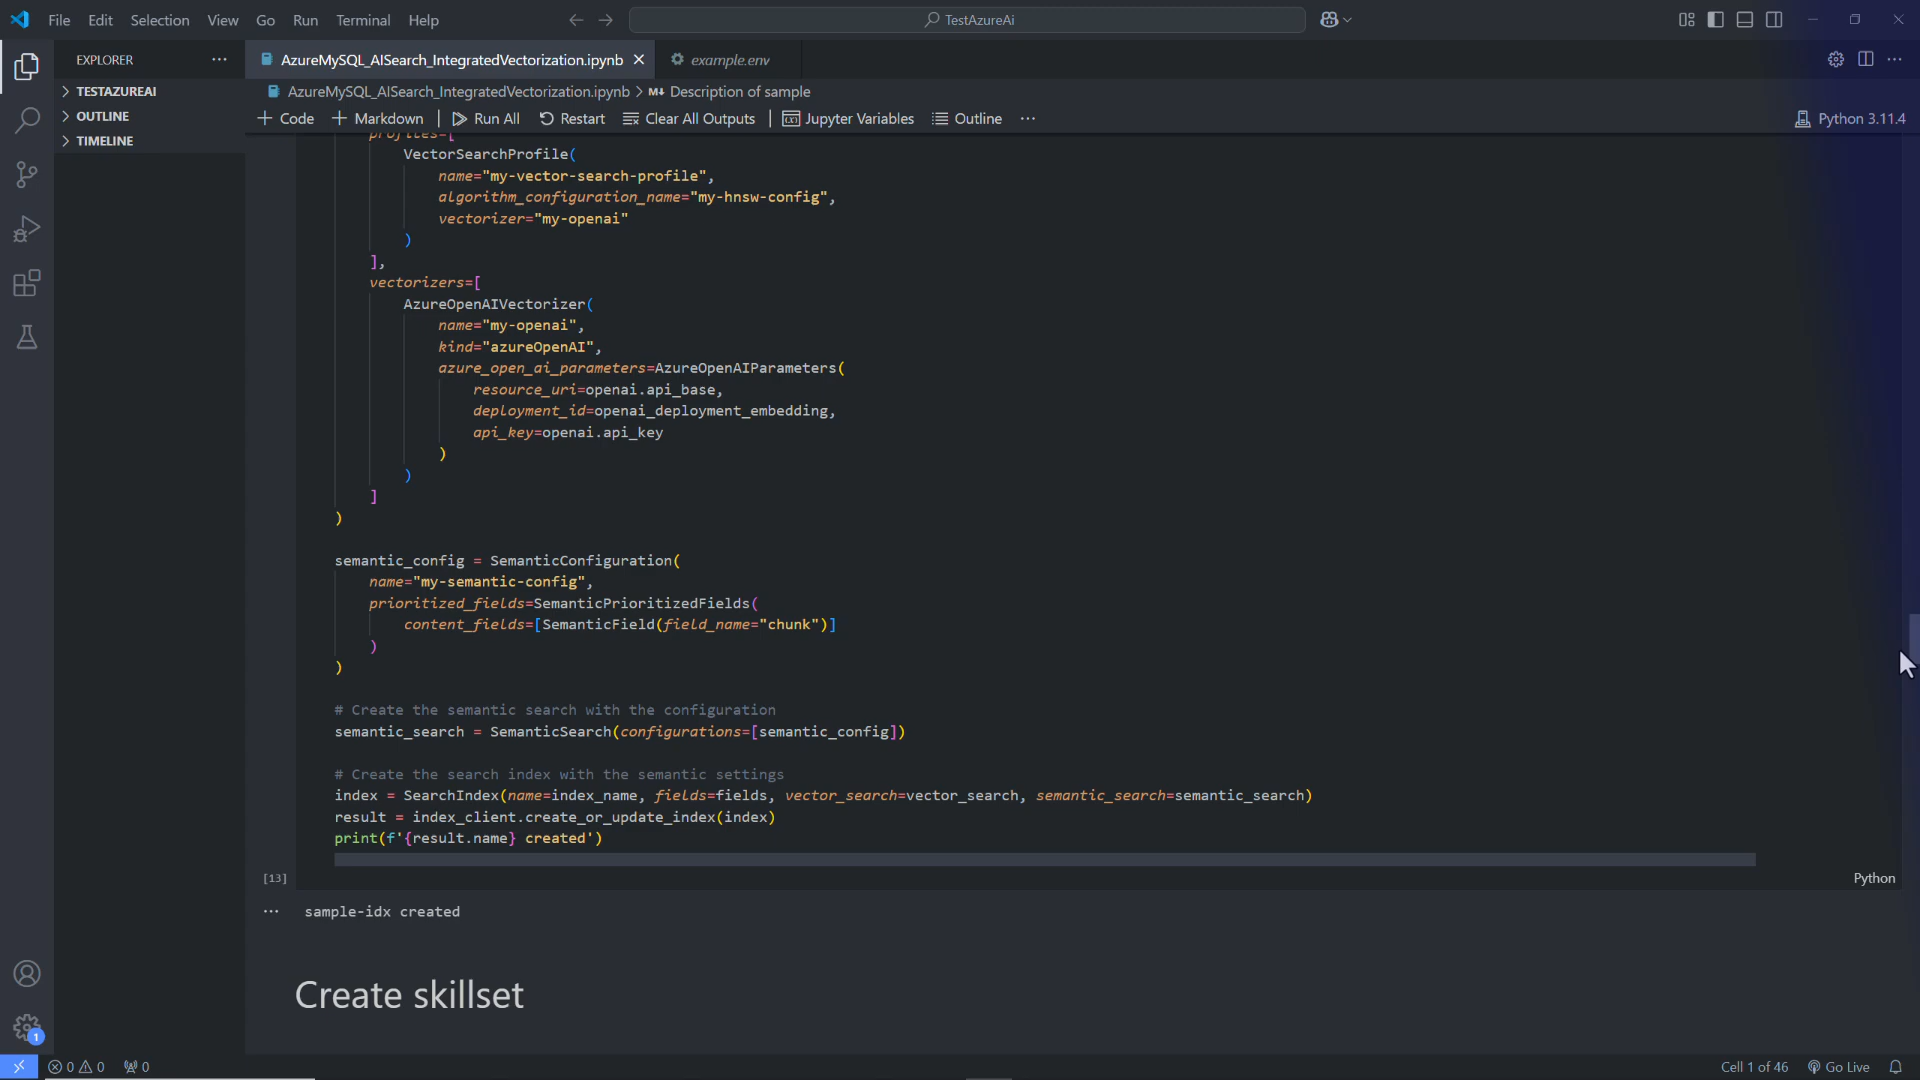 File Edit Selection View Go Run Terminal Help
TestAzureAi
EXPLORER
AzureMySQL_AISearch_IntegratedVectorization.ipynb
example.env
TESTAZUREAI
OUTLINE
TIMELINE
AzureMySQL_AISearch_IntegratedVectorization.ipynb > M↓ Description of sample
+ Code + Markdown Run All Restart Clear All Outputs Jupyter Variables Outline ...
Python 3.11.4
profiles=[
VectorSearchProfile(
name="my-vector-search-profile",
algorithm_configuration_name="my-hnsw-config",
vectorizer="my-openai"
)
],
vectorizers=[
AzureOpenAIVectorizer(
name="my-openai",
kind="azureOpenAI",
azure_open_ai_parameters=AzureOpenAIParameters(
resource_uri=openai.api_base,
deployment_id=openai_deployment_embedding,
api_key=openai.api_key
)
)
]
)
semantic_config = SemanticConfiguration(
name="my-semantic-config",
prioritized_fields=SemanticPrioritizedFields(
content_fields=[SemanticField(field_name="chunk")]
)
)
# Create the semantic search with the configuration
semantic_search = SemanticSearch(configurations=[semantic_config])
# Create the search index with the semantic settings
index = SearchIndex(name=index_name, fields=fields, vector_search=vector_search, semantic_search=semantic_search)
result = index_client.create_or_update_index(index)
print(f'{result.name} created')
[13]
Python
... sample-idx created
Create skillset
1
0 0 0
Cell 1 of 46 Go Live